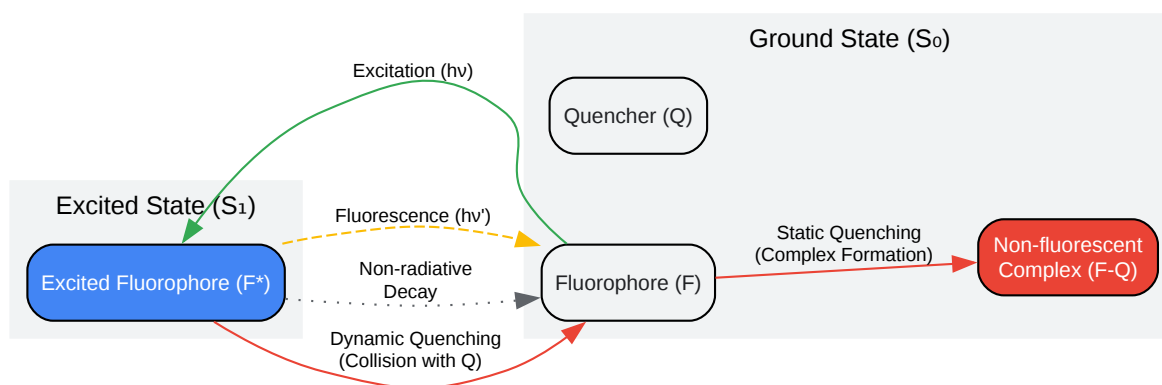 Ground State (S₀)
Excitation (hν)
Quencher (Q)
Excited State (S₁)
Fluorescence (hν')
Static Quenching
(Complex Formation)
Non-fluorescent
Complex (F-Q)
Excited Fluorophore (F*)
Non-radiative
Decay
Fluorophore (F)
Dynamic Quenching
(Collision with Q)